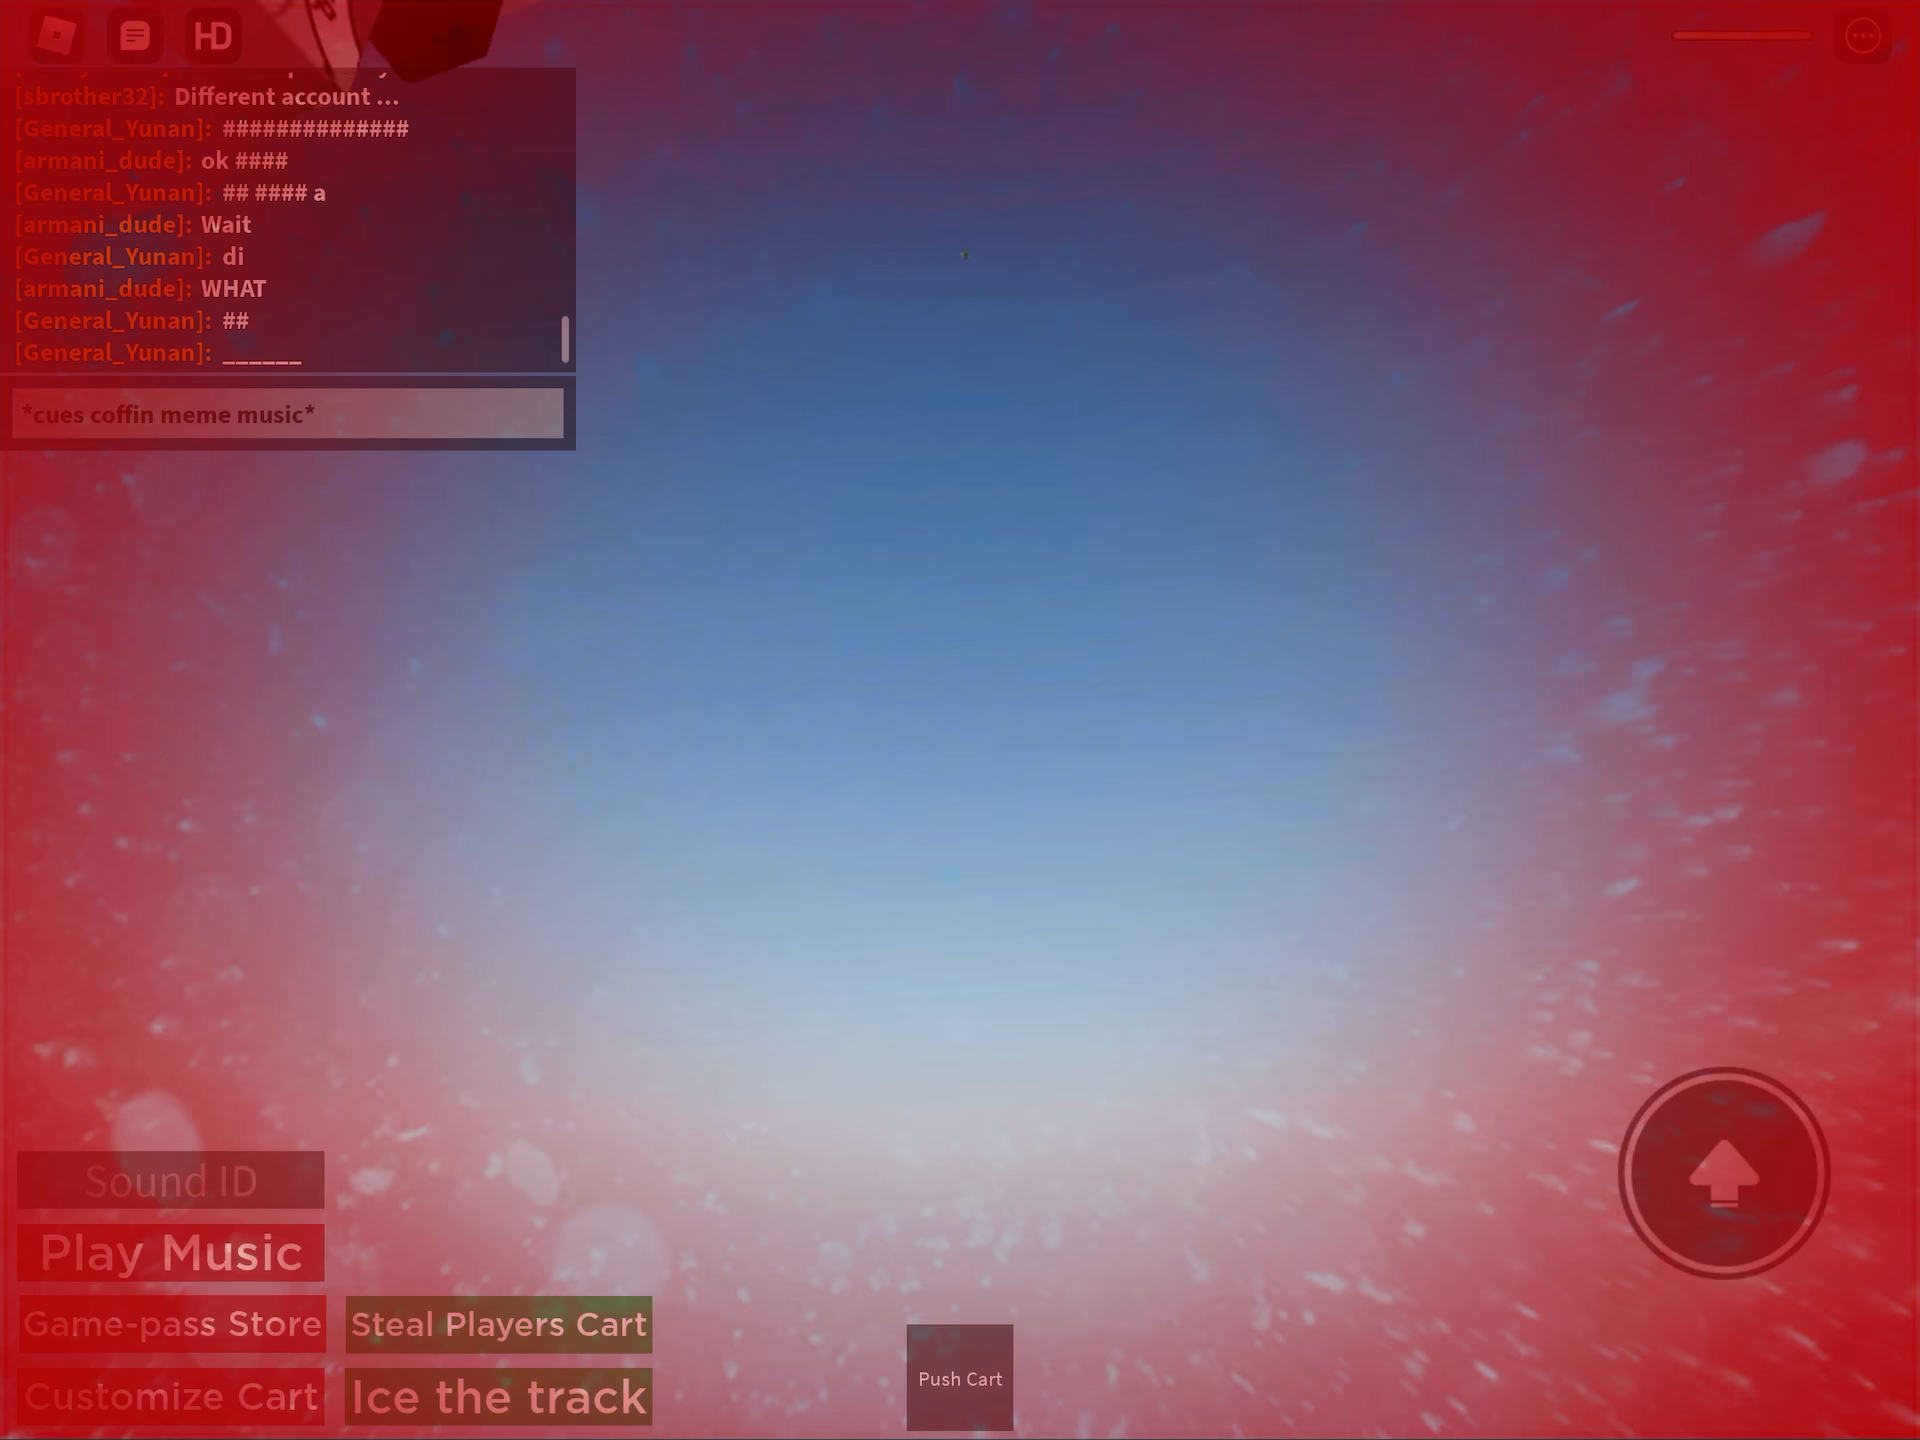 HD
[sbrother32]: Different account ...
[General_Yunan]: ##############
[armani_dude]: ok ####
[General_Yunan]: ## #### a
[armani_dude]: Wait
[General_Yunan]: di
[armani_dude]: WHAT
[General_Yunan]: ##
[General_Yunan]: ______
*cues coffin meme music*
Sound ID
Play Music
Game-pass Store
Steal Players Cart
Customize Cart
Ice the track
Push Cart